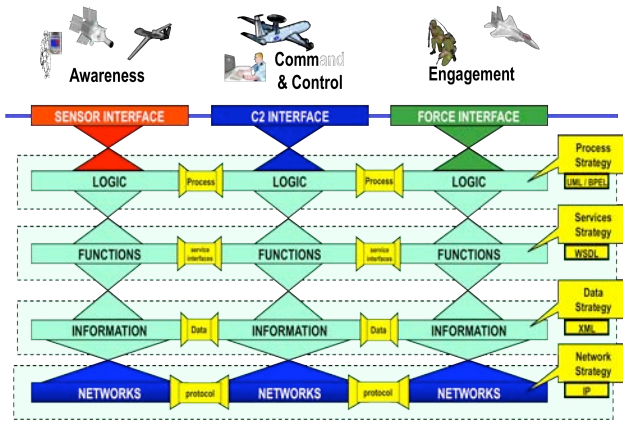 Awareness
Command
& Control
Engagement
SENSOR INTERFACE
C2 INTERFACE
FORCE INTERFACE
Process
Strategy
UML / BPEL
LOGIC
Process
LOGIC
Process
LOGIC
Services
Strategy
WSDL
FUNCTIONS
service
interfaces
FUNCTIONS
service
interfaces
FUNCTIONS
Data
Strategy
XML
INFORMATION
Data
INFORMATION
Data
INFORMATION
Network
Strategy
IP
NETWORKS
protocol
NETWORKS
protocol
NETWORKS